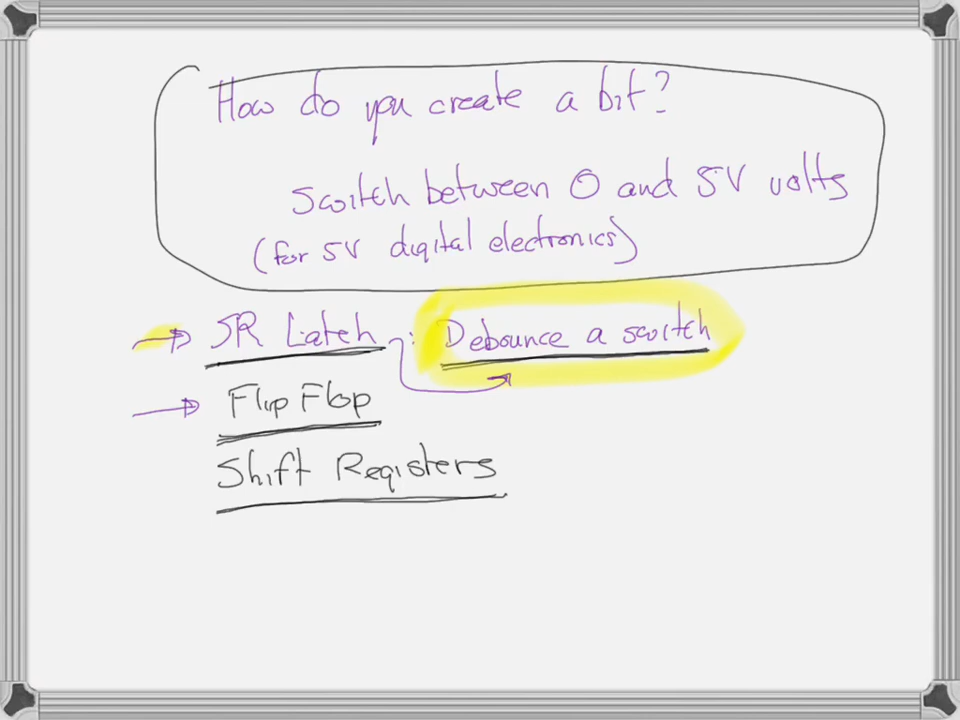 How do you create a bit?
switch between 0 and 5V volts
(for 5V digital electronics)
SR Latch : Debounce a switch
Flip Flop
Shift Registers